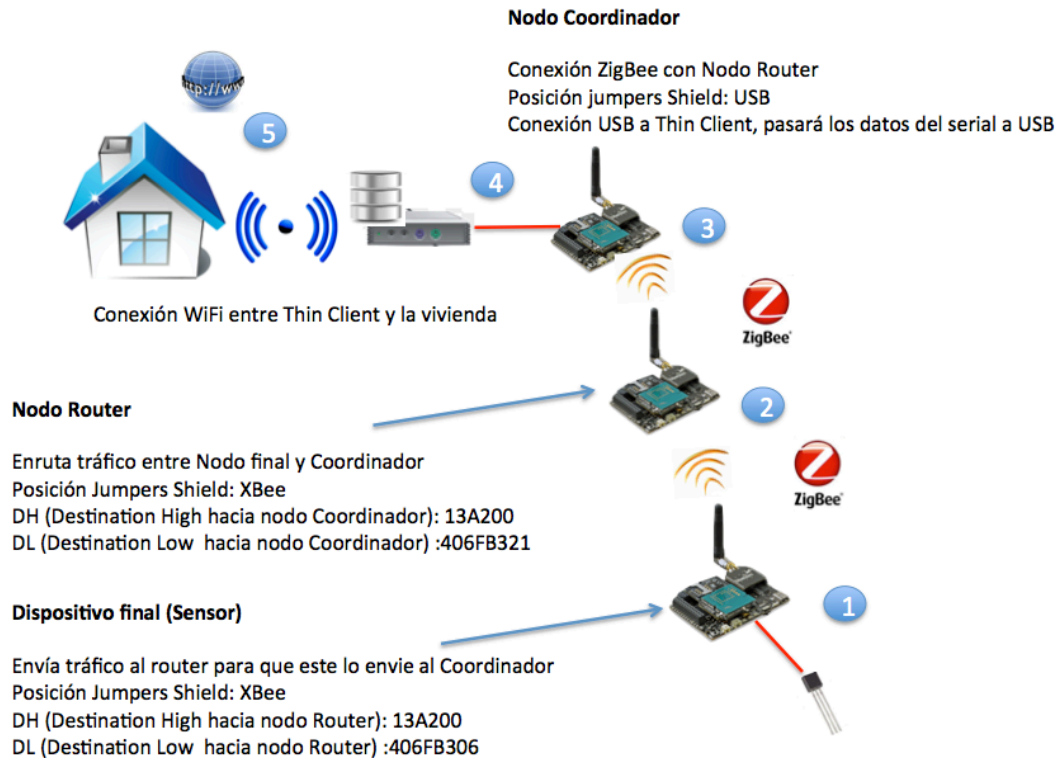 Nodo Coordinador
Conexión ZigBee con Nodo Router
Posición jumpers Shield: USB
Conexión USB a Thin Client, pasará los datos del serial a USB
http://ww
5
4
3
Conexión WiFi entre Thin Client y la vivienda
ZigBee
2
Nodo Router
Enruta tráfico entre Nodo final y Coordinador
Posición Jumpers Shield: XBee
DH (Destination High hacia nodo Coordinador): 13A200
DL (Destination Low hacia nodo Coordinador) :406FB321
ZigBee
Dispositivo final (Sensor)
1
Envía tráfico al router para que este lo envie al Coordinador
Posición Jumpers Shield: XBee
DH (Destination High hacia nodo Router): 13A200
DL (Destination Low hacia nodo Router) :406FB306